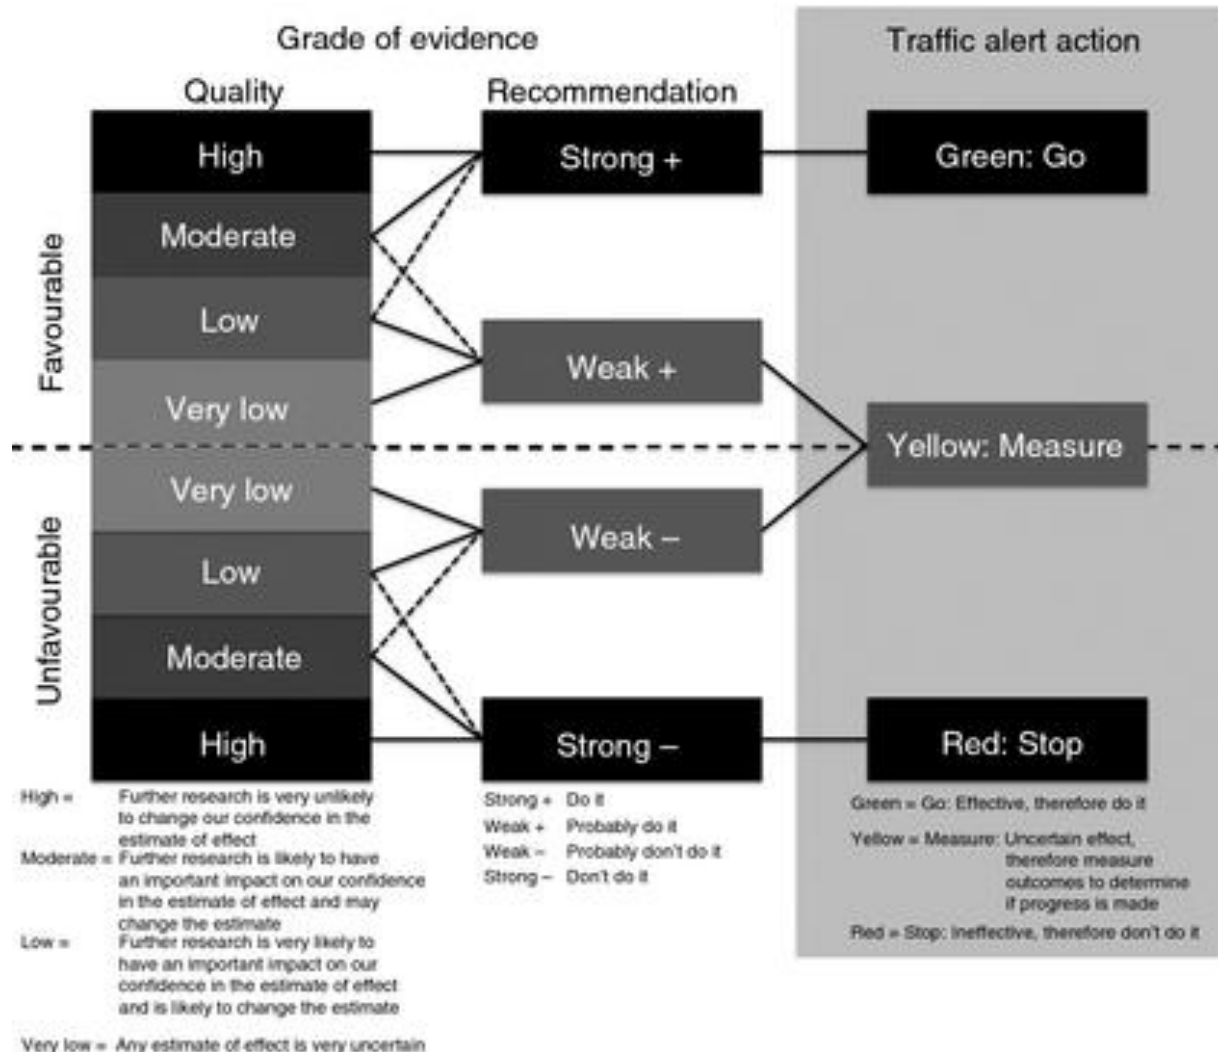 Grade of evidence
Traffic alert action
Quality
Recommendation
Favourable
Unfavourable
High
Moderate
Low
Very low
Very low
Low
Moderate
High
Strong +
Weak +
Weak –
Strong –
Green: Go
Yellow: Measure
Red: Stop
High = Further research is very unlikely
to change our confidence in the
estimate of effect
Moderate = Further research is likely to have
an important impact on our confidence
in the estimate of effect and may
change the estimate
Low = Further research is very likely to
have an important impact on our
confidence in the estimate of effect
and is likely to change the estimate
Very low = Any estimate of effect is very uncertain
Strong + Do it
Weak + Probably do it
Weak – Probably don't do it
Strong – Don't do it
Green = Go: Effective, therefore do it
Yellow = Measure: Uncertain effect,
therefore measure
outcomes to determine
if progress is made
Red = Stop: Ineffective, therefore don't do it